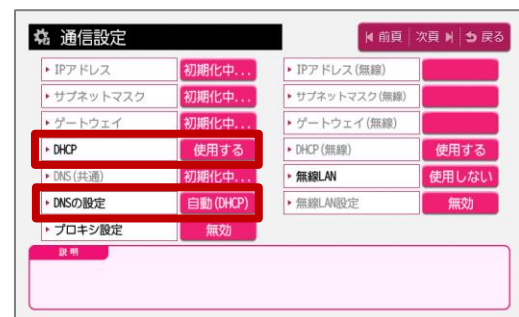 通信設定
前頁 次頁 戻る
IPアドレス 初期化中... IPアドレス(無線)
サブネットマスク 初期化中... サブネットマスク(無線)
ゲートウェイ 初期化中... ゲートウェイ(無線)
DHCP 使用する DHCP(無線) 使用する
DNS(共通) 初期化中... 無線LAN 使用しない
DNSの設定 自動(DHCP) 無線LAN設定 無効
プロキシ設定 無効
説明